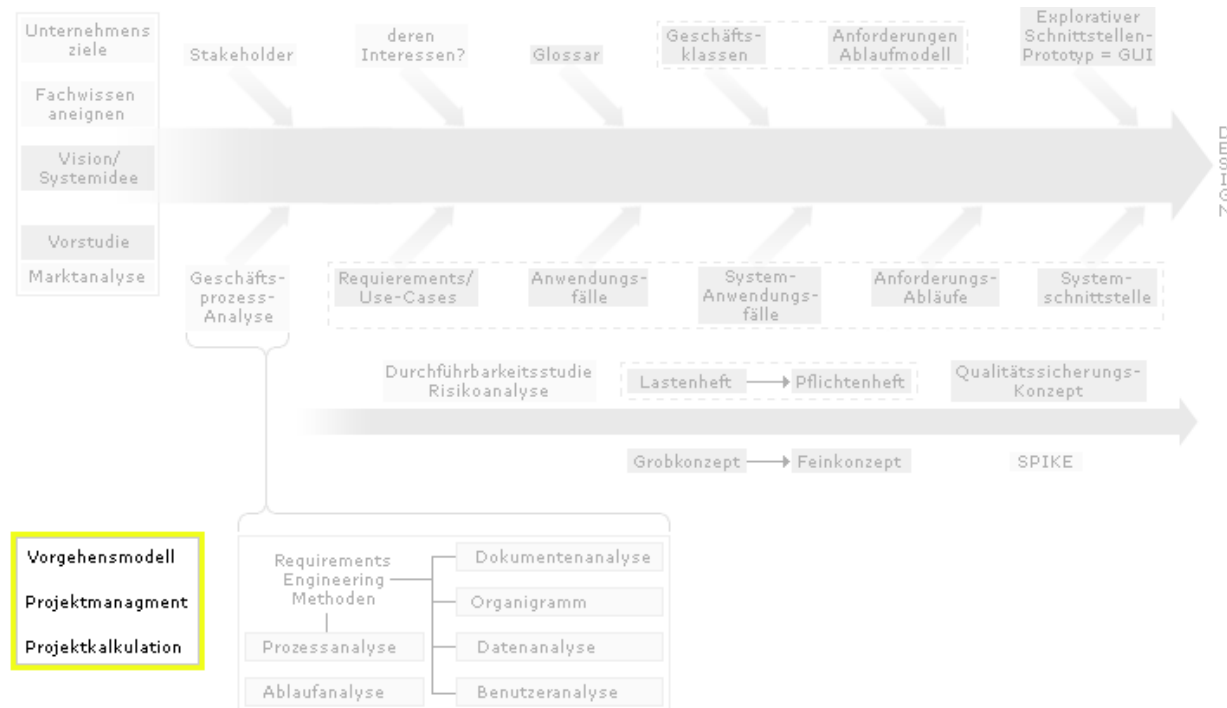 Unternehmens
ziele
Fachwissen
aneignen
Vision/
Systemidee
Vorstudie
Marktanalyse
Stakeholder
deren
Interessen?
Glossar
Geschäfts-
klassen
Anforderungen
Ablaufmodell
Explorativer
Schnittstellen-
Prototyp = GUI
D
E
S
I
G
N
Geschäfts-
prozess-
Analyse
Requierements/
Use-Cases
Anwendungs-
fälle
System-
Anwendungs-
fälle
Anforderungs-
Abläufe
System-
schnittstelle
Durchführbarkeitsstudie
Risikoanalyse
Lastenheft
Pflichtenheft
Qualitätssicherungs-
Konzept
Grobkonzept
Feinkonzept
SPIKE
Vorgehensmodell
Projektmanagment
Projektkalkulation
Requirements
Engineering
Methoden
Prozessanalyse
Ablaufanalyse
Dokumentenanalyse
Organigramm
Datenanalyse
Benutzeranalyse